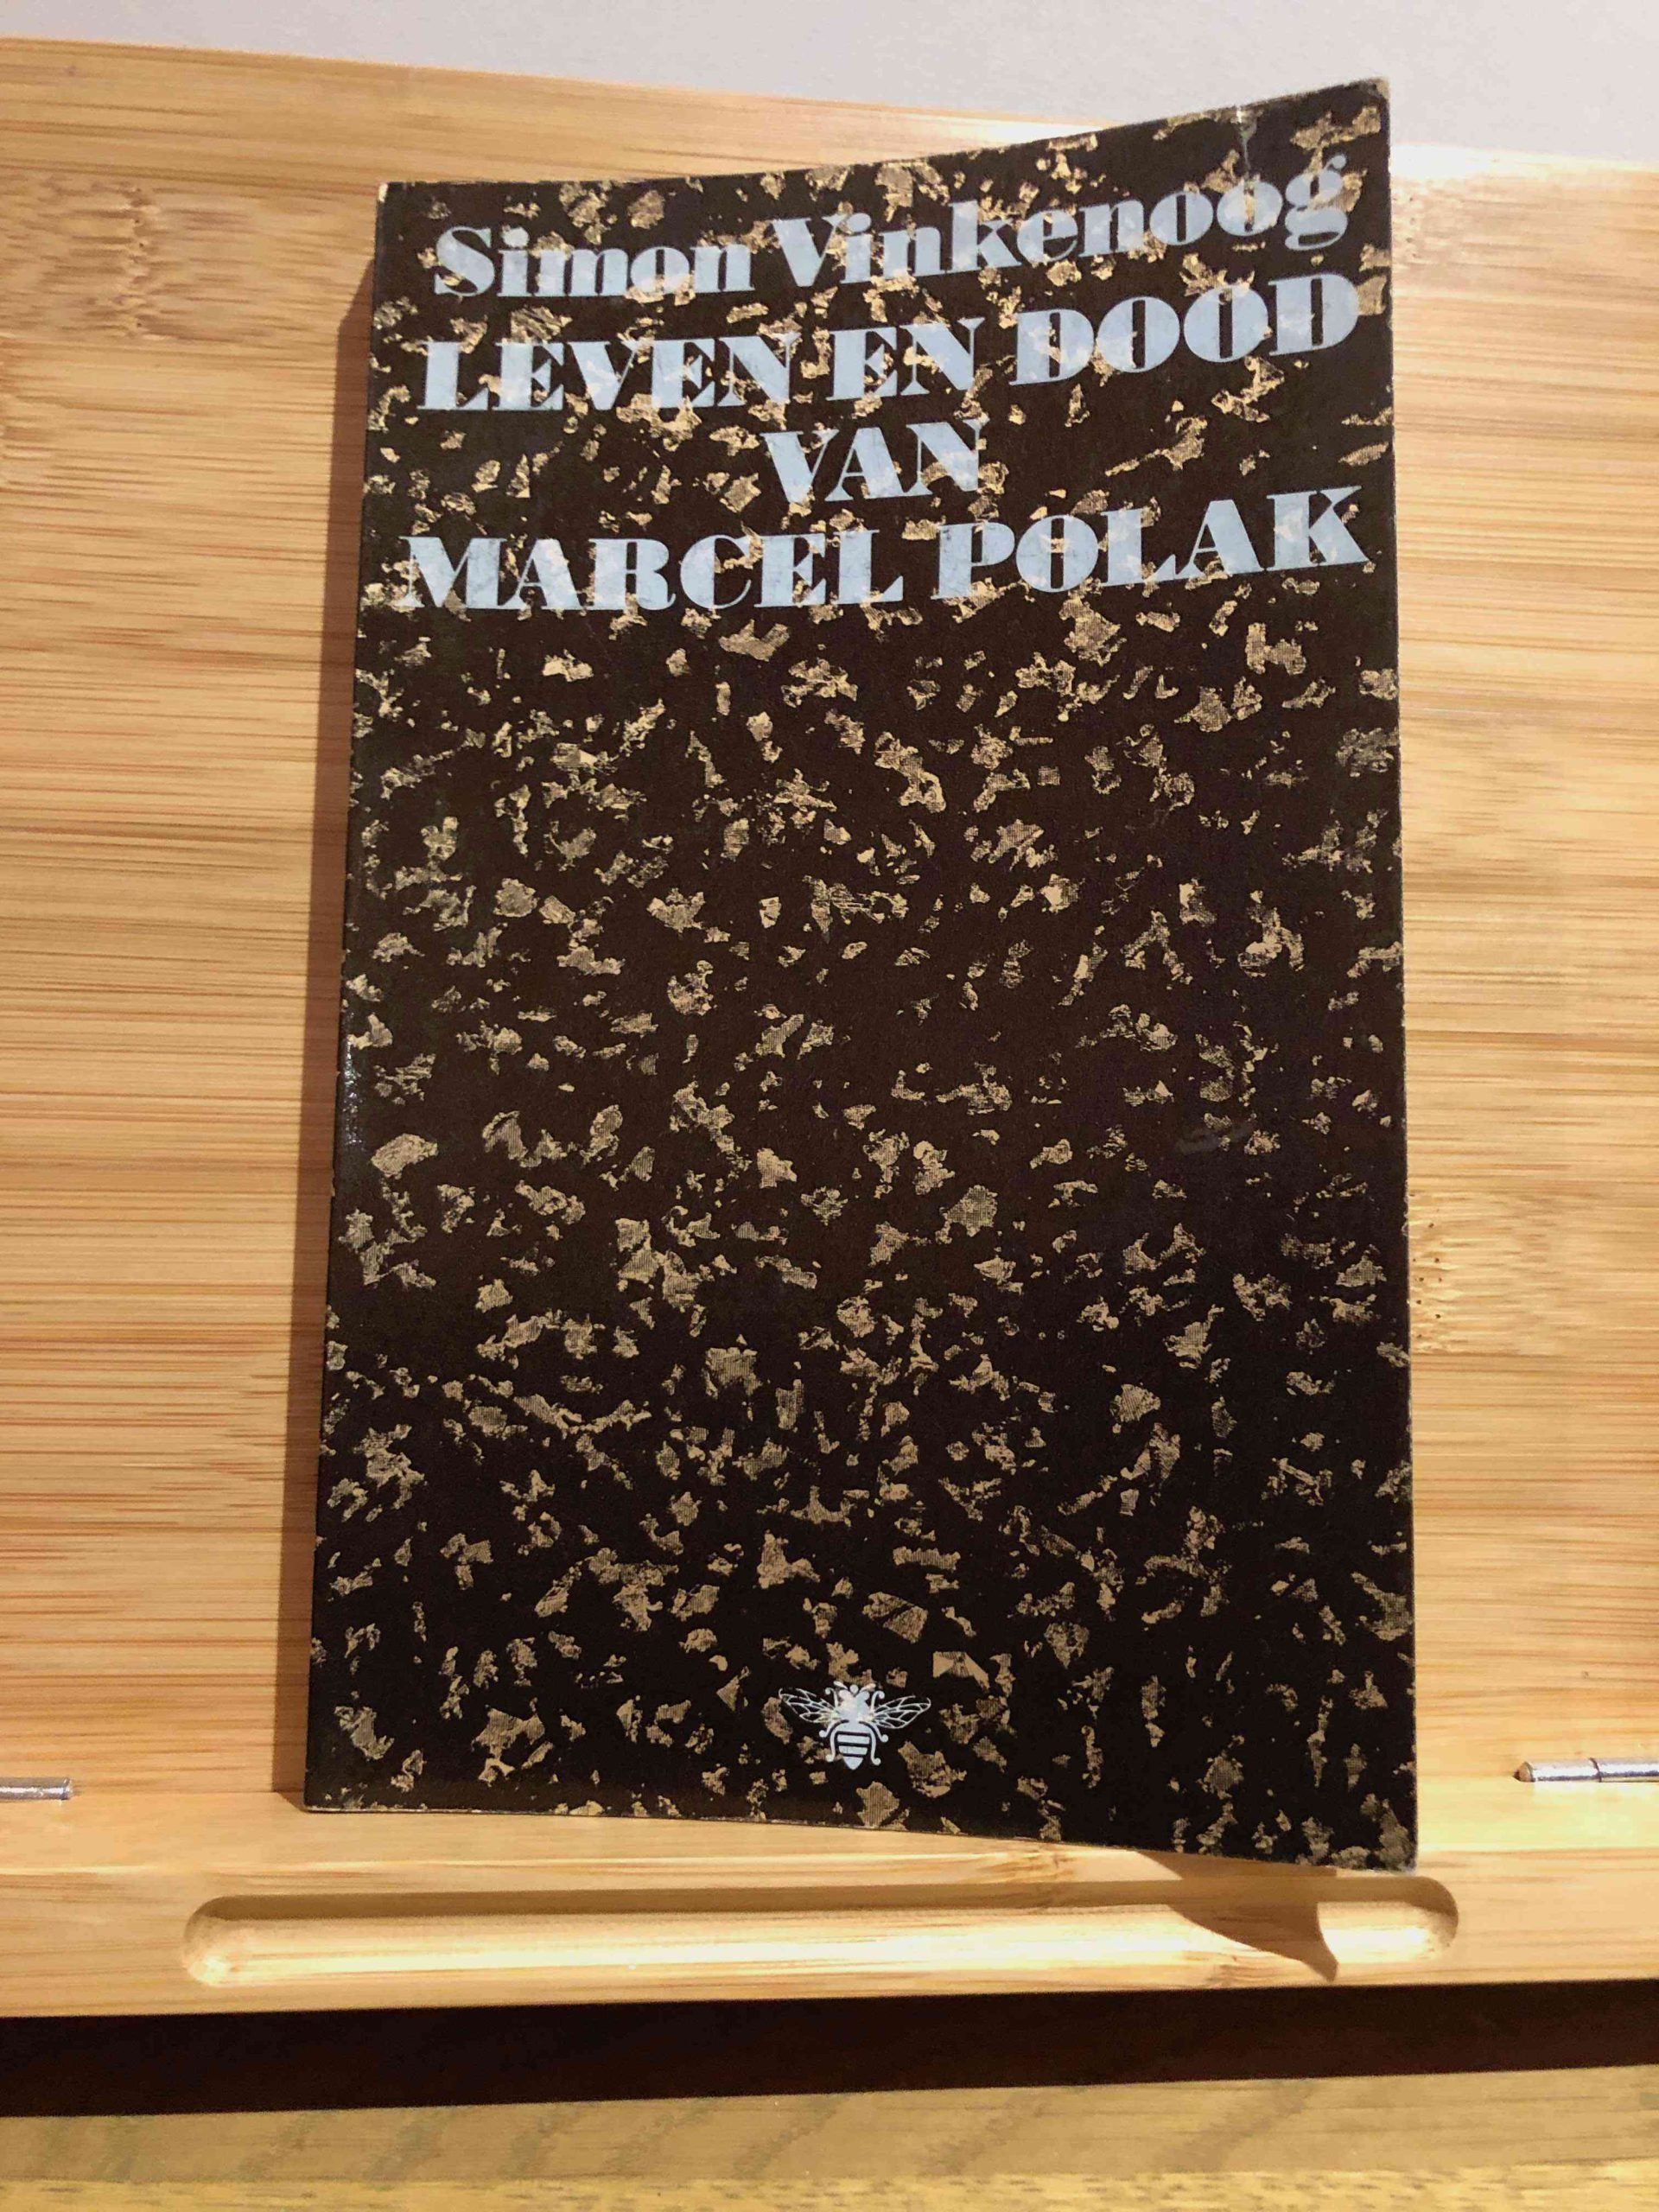 Simon Vinkenoog
LEVEN EN DOOD
VAN
MARCEL POLAK